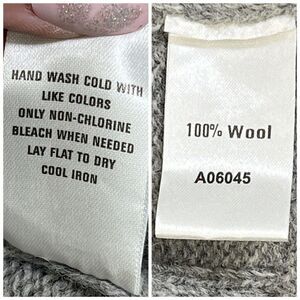 HAND WASH COLD WITH
LIKE COLORS
ONLY NON-CHLORINE
BLEACH WHEN NEEDED
LAY FLAT TO DRY
COOL IRON
100% Wool
A06045